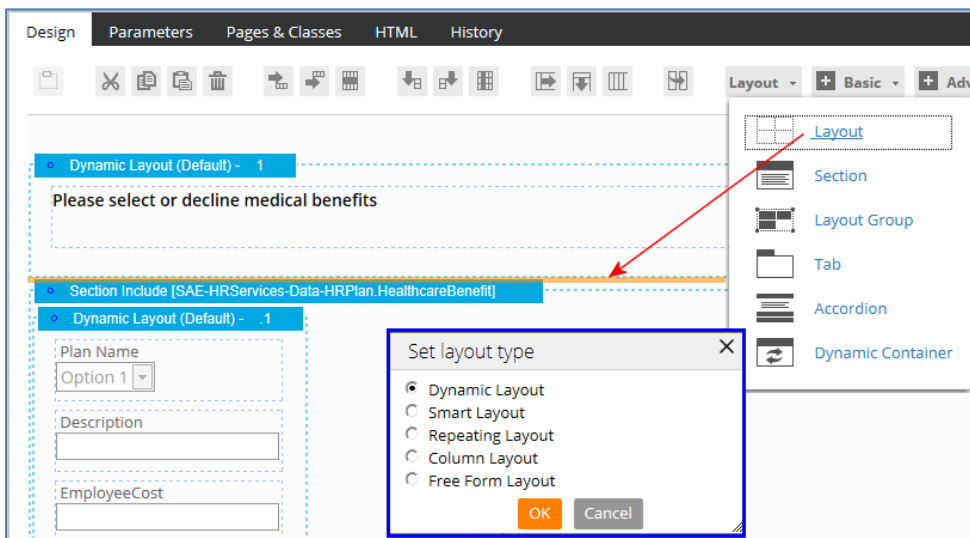 Design Parameters Pages & Classes HTML History
Layout Basic Adv
Layout
Section
Layout Group
Tab
Accordion
Dynamic Container
Dynamic Layout (Default) - 1
Please select or decline medical benefits
Section Include [SAE-HRServices-Data-HRPlan.HealthcareBenefit]
Dynamic Layout (Default) - .1
Plan Name
Option 1
Description
EmployeeCost
Set layout type
Dynamic Layout
Smart Layout
Repeating Layout
Column Layout
Free Form Layout
OK Cancel